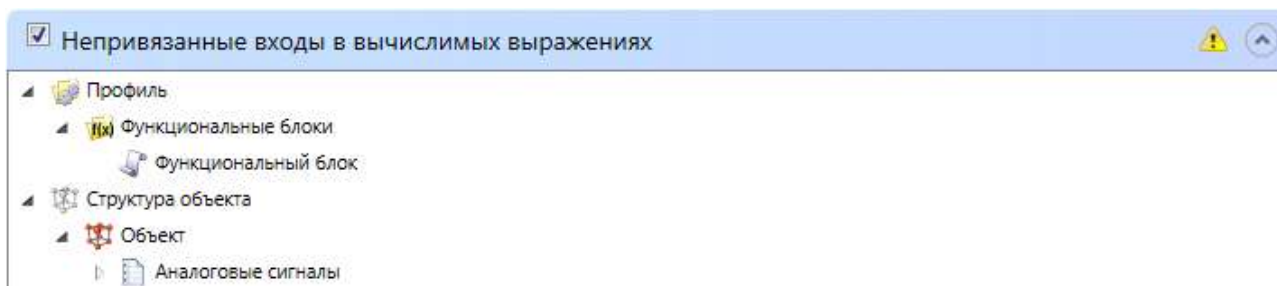 Непривязанные входы в вычислимых выражениях
Профиль
f(x) Функциональные блоки
Функциональный блок
Структура объекта
Объект
Аналоговые сигналы